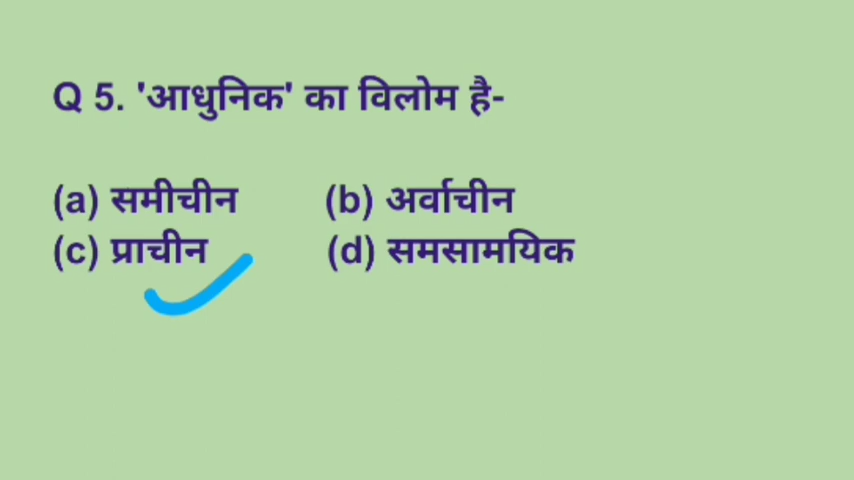 Q 5. 'आधुनिक' का विलोम है-
(a) समीचीन (b) अर्वाचीन
(c) प्राचीन (d) समसामयिक